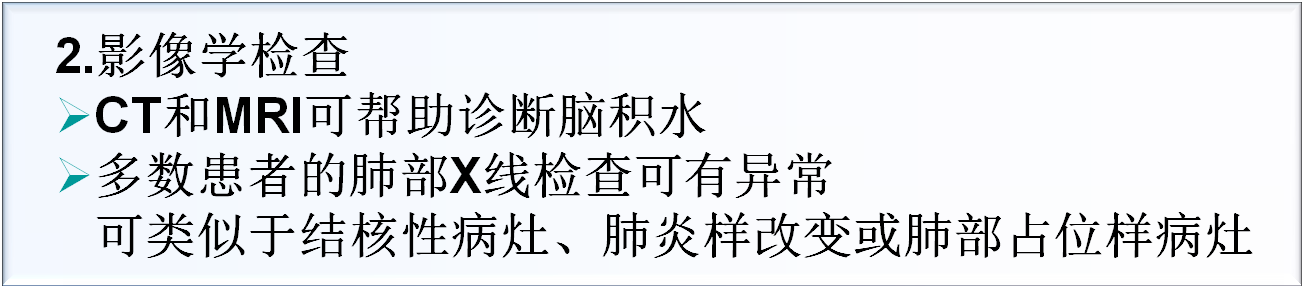 2.影像学检查
➢CT和MRI可帮助诊断脑积水
➢多数患者的肺部X线检查可有异常
可类似于结核性病灶、肺炎样改变或肺部占位样病灶